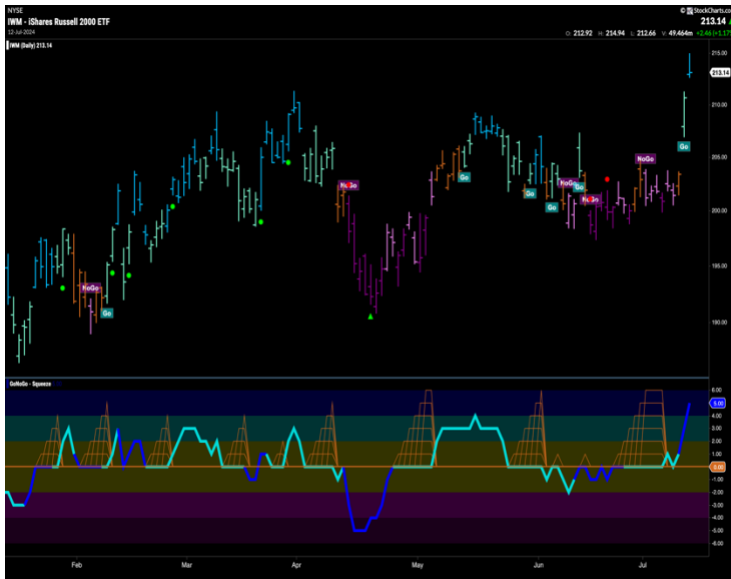 NYSE
© StockCharts.co
IWM - iShares Russell 2000 ETF
213.14
12-Jul-2024
O: 212.92 H: 214.94 L: 212.66 V: 49.464m +2.46 (+1.17
IWM (Daily) 213.14
215.00
213.14
210.00
Go
NoGo
NoGo
205.00
Go
NoGo
Go
Go
Go
200.00
195.00
NoGo
Go
190.00
GoNoGo - Squeeze
6.00
5.00
4.00
3.00
2.00
1.00
0.00
-1.00
-2.00
-3.00
-4.00
-5.00
-6.00
Feb Mar Apr May Jun Jul